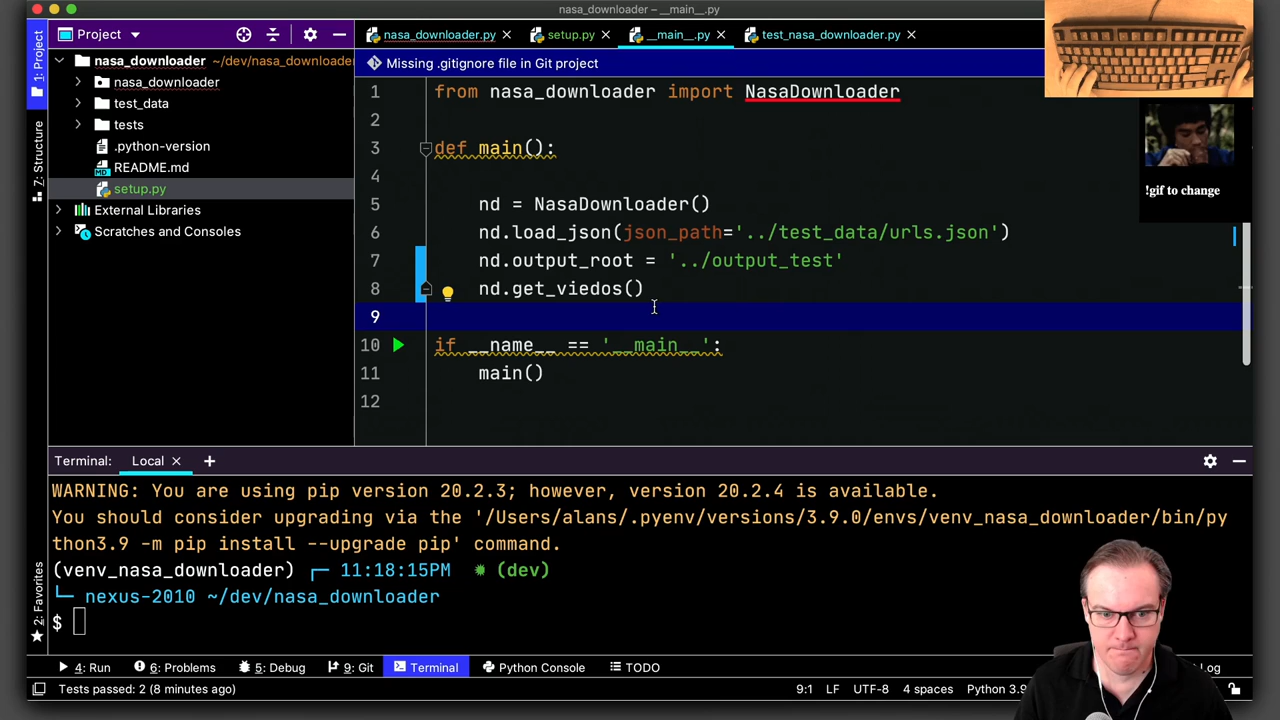 nasa_downloader – __main__.py
1: Project
Project
nasa_downloader.py
setup.py
__main__.py
test_nasa_downloader.py
nasa_downloader ~/dev/nasa_downloader
Missing .gitignore file in Git project
nasa_downloader
test_data
tests
.python-version
README.md
setup.py
External Libraries
Scratches and Consoles
7: Structure
2: Favorites
1 from nasa_downloader import NasaDownloader
2
3 def main():
4
5 nd = NasaDownloader()
6 nd.load_json(json_path='../test_data/urls.json')
7 nd.output_root = '../output_test'
8 nd.get_viedos()
9
10 if __name__ == '__main__':
11 main()
12
!gif to change
Terminal: Local
WARNING: You are using pip version 20.2.3; however, version 20.2.4 is available.
You should consider upgrading via the '/Users/alans/.pyenv/versions/3.9.0/envs/venv_nasa_downloader/bin/py
thon3.9 -m pip install --upgrade pip' command.
(venv_nasa_downloader) ┌─ 11:18:15PM ✹ (dev)
└─ nexus-2010 ~/dev/nasa_downloader
$
4: Run 6: Problems 5: Debug 9: Git Terminal Python Console TODO Log
Tests passed: 2 (8 minutes ago) 9:1 LF UTF-8 4 spaces Python 3.9